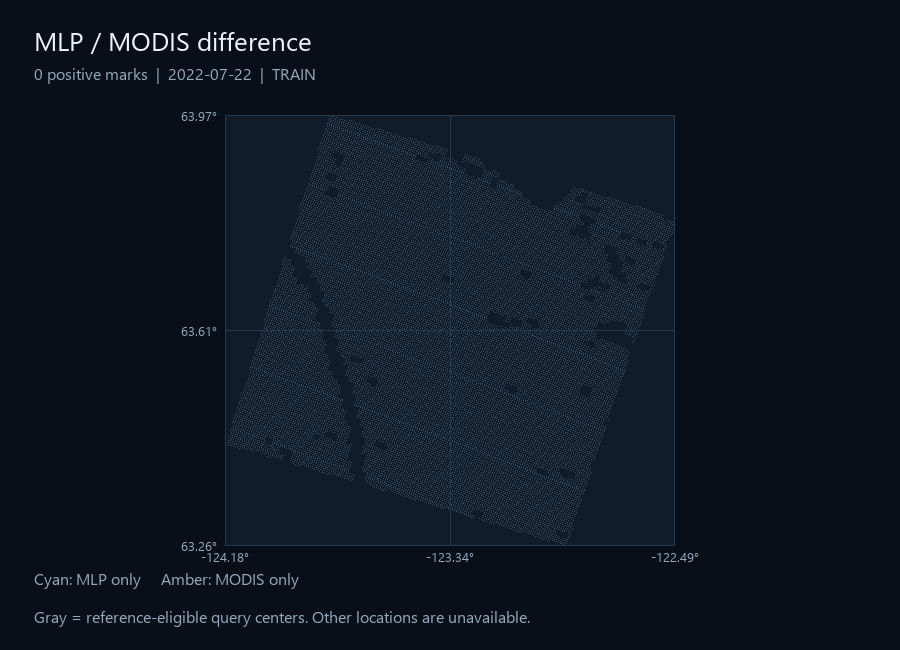 MLP / MODIS difference
0 positive marks | 2022-07-22 | TRAIN
63.97°
63.61°
63.26°
-124.18° -123.34° -122.49°
Cyan: MLP only Amber: MODIS only
Gray = reference-eligible query centers. Other locations are unavailable.